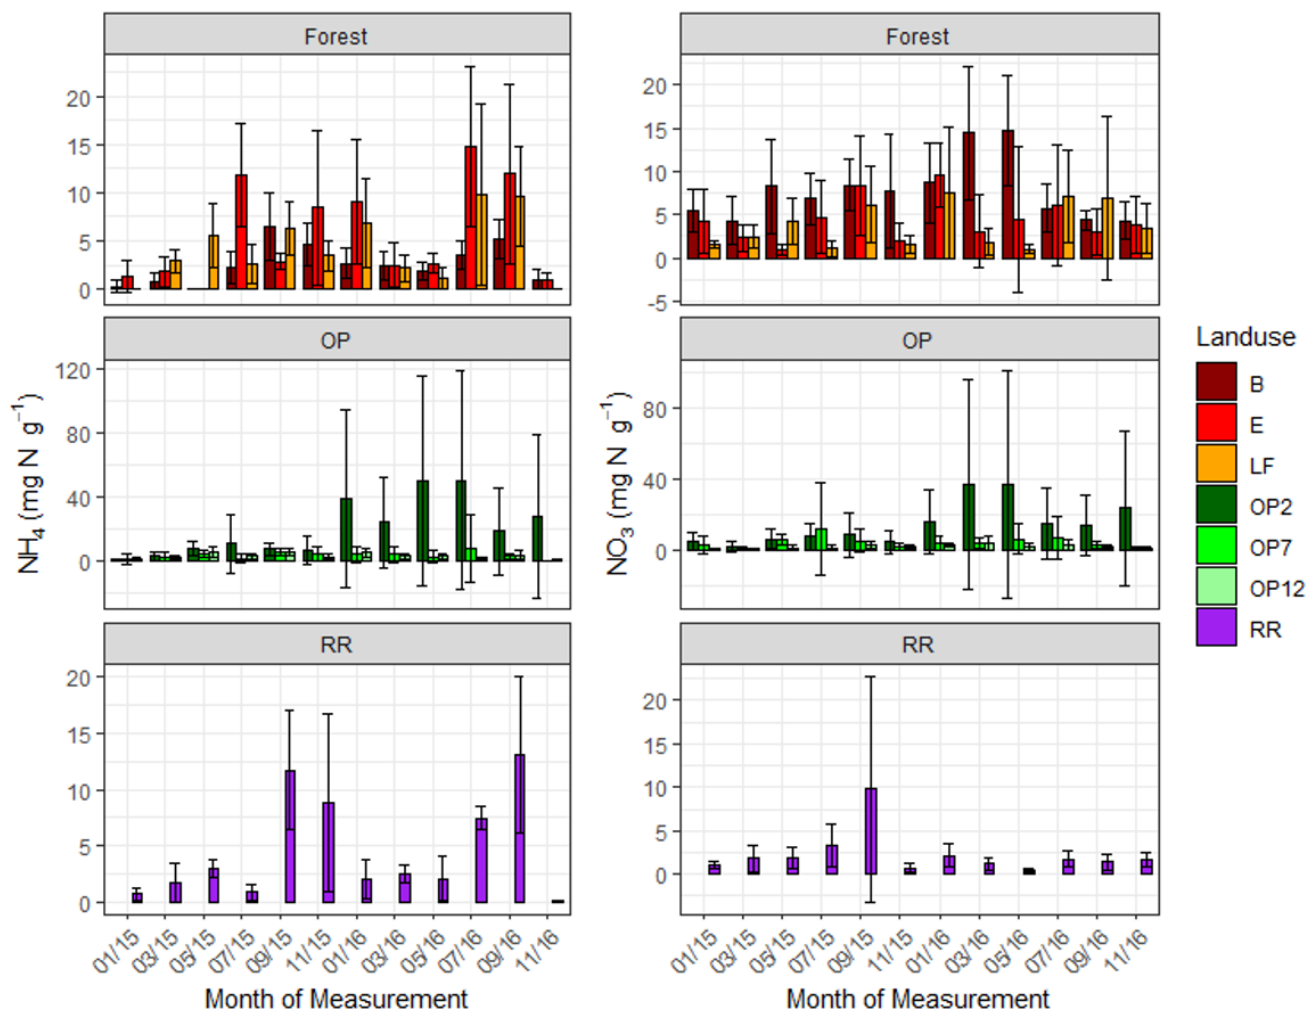 Forest
20
15
10
5
0
Forest
20
15
10
5
0
-5
OP
120
80
40
0
NH4 (mg N g−1)
OP
80
40
0
NO3 (mg N g−1)
RR
20
15
10
5
0
01/15 03/15 05/15 07/15 09/15 11/15 01/16 03/16 05/16 07/16 09/16 11/16
Month of Measurement
RR
20
15
10
5
0
01/15 03/15 05/15 07/15 09/15 11/15 01/16 03/16 05/16 07/16 09/16 11/16
Month of Measurement
Landuse
B
E
LF
OP2
OP7
OP12
RR